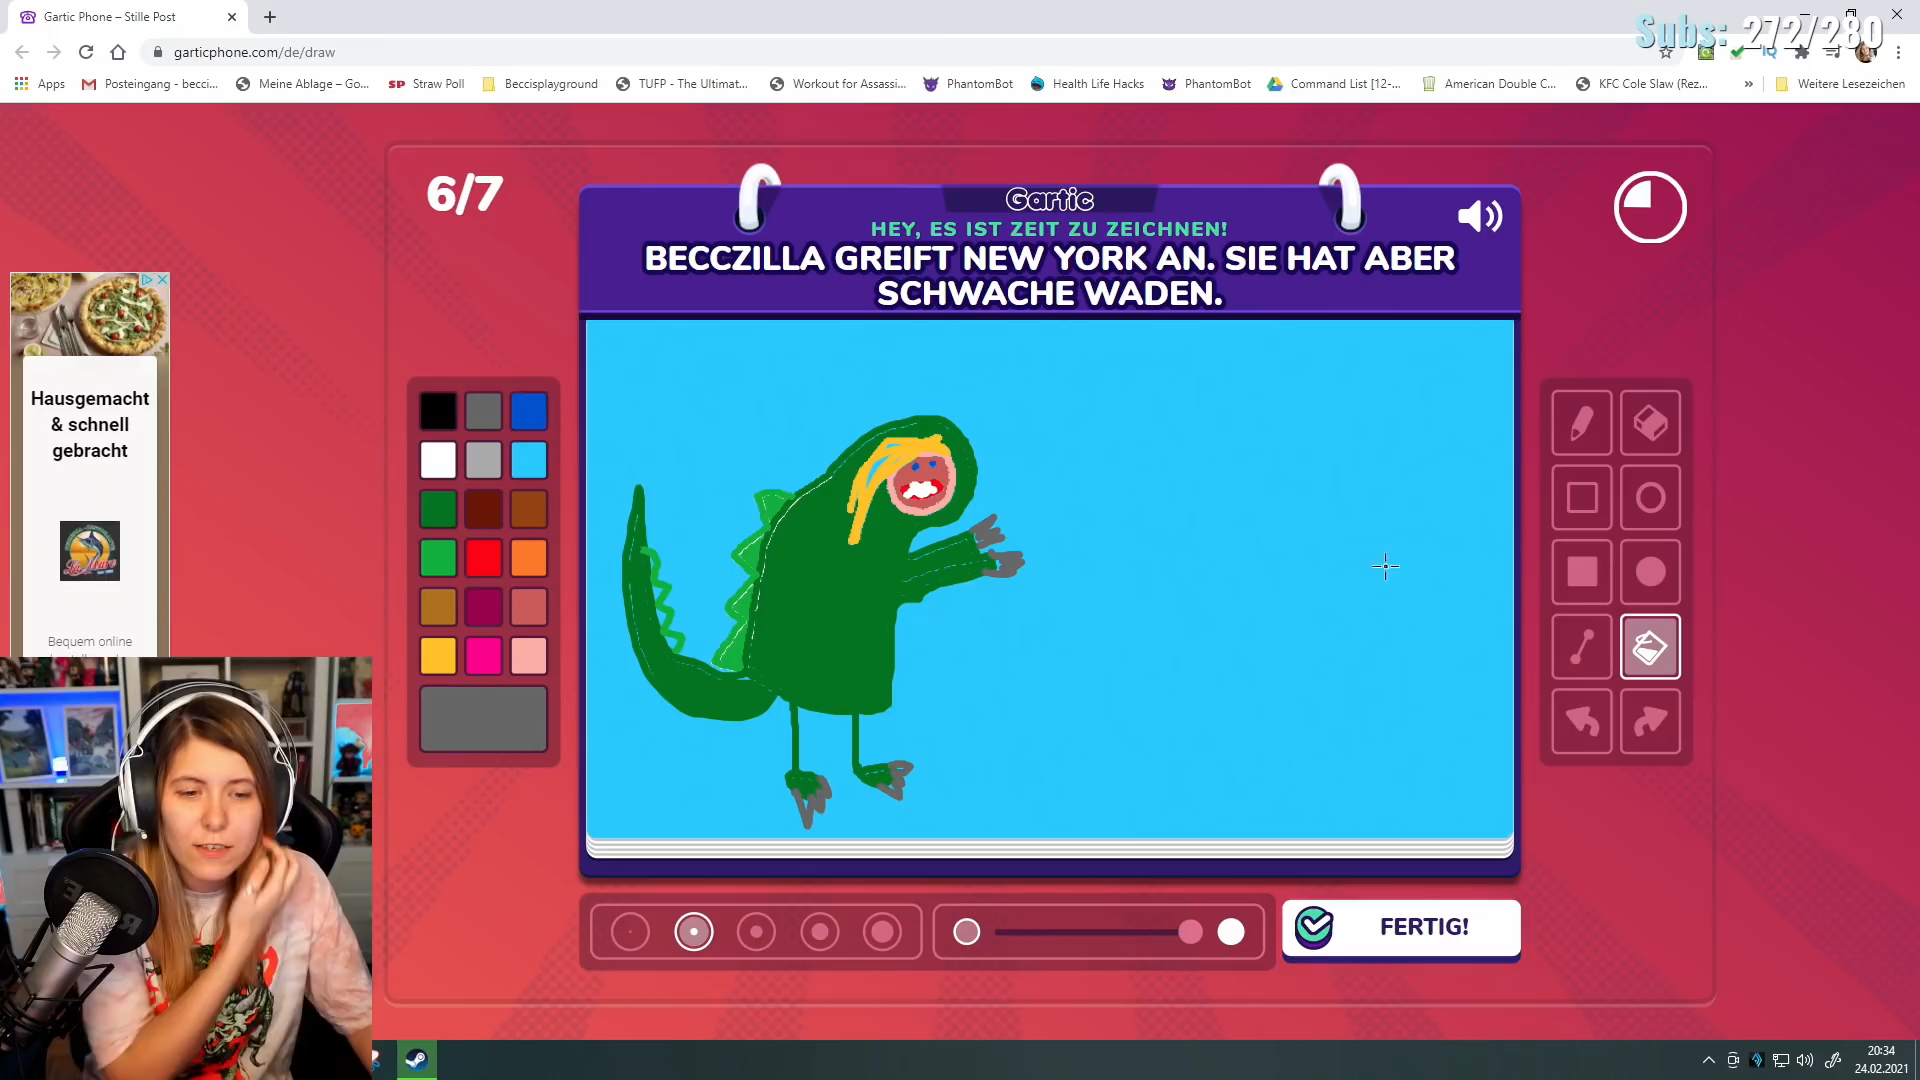 Gartic Phone – Stille Post
Subs: 272/280
garticphone.com/de/draw
Apps
Posteingang - becci...
Meine Ablage – Go...
SP Straw Poll
Beccisplayground
TUFP - The Ultimat...
Workout for Assassi...
PhantomBot
Health Life Hacks
PhantomBot
Command List [12-...
American Double C...
KFC Cole Slaw (Rez...
Weitere Lesezeichen
6/7
Gartic
HEY, ES IST ZEIT ZU ZEICHNEN!
BECCZILLA GREIFT NEW YORK AN. SIE HAT ABER
SCHWACHE WADEN.
Hausgemacht
& schnell
gebracht
Bequem online
FERTIG!
20:34
24.02.2021